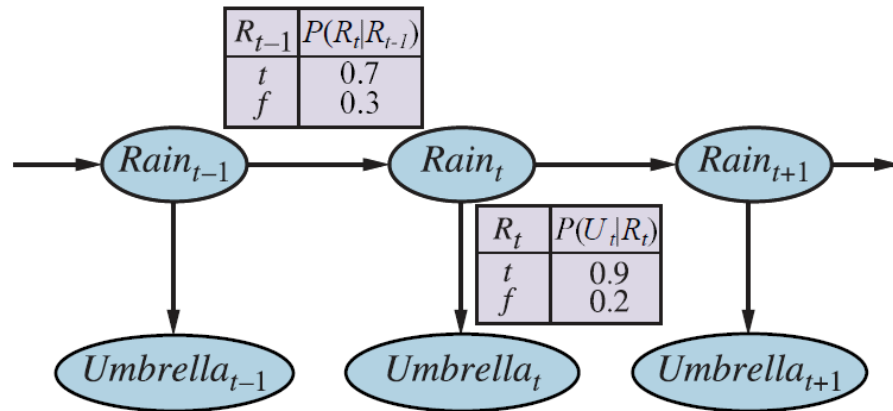 R_{t-1} P(R_t|R_{t-1})
t 0.7
f 0.3
Rain_{t-1} Rain_t Rain_{t+1}
R_t P(U_t|R_t)
t 0.9
f 0.2
Umbrella_{t-1} Umbrella_t Umbrella_{t+1}